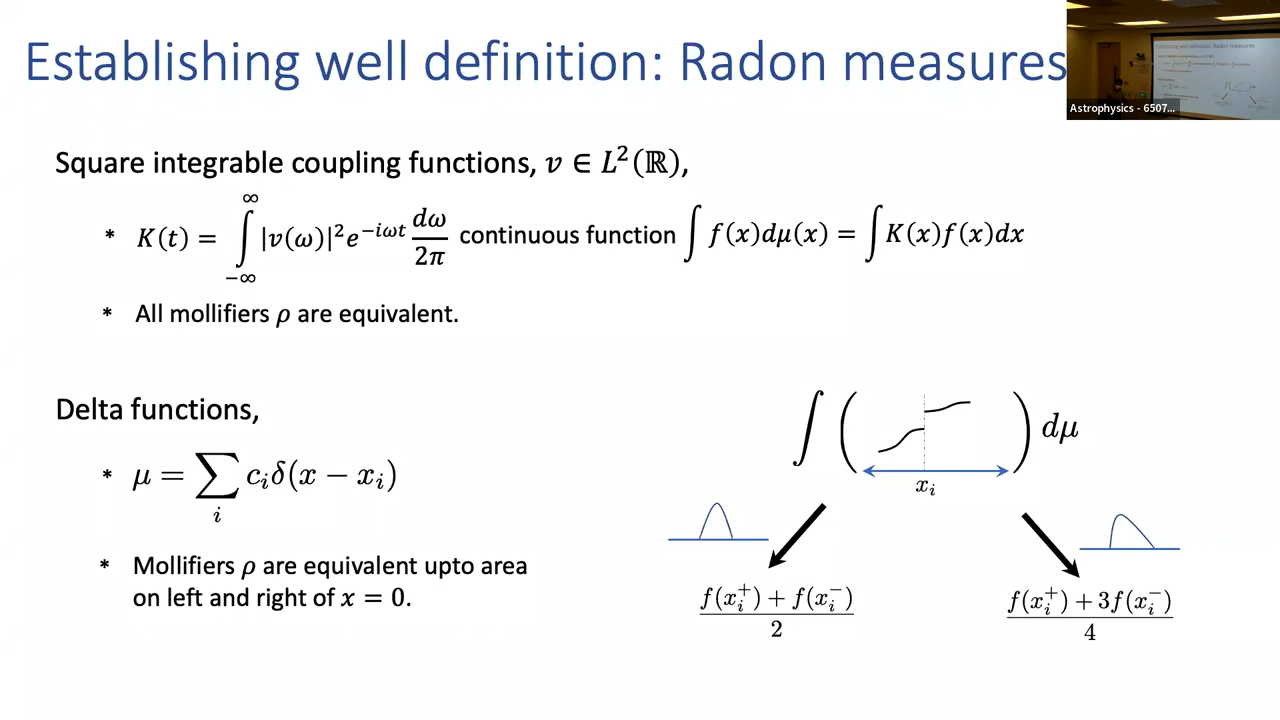 Establishing well definition: Radon measures
Astrophysics - 6507...
Square integrable coupling functions, v ∈ L²(ℝ),
* K(t) = ∫_{-∞}^{∞} |v(ω)|² e^{-iωt} dω/2π continuous function ∫ f(x)dμ(x) = ∫ K(x)f(x)dx
* All mollifiers ρ are equivalent.
Delta functions,
* μ = ∑_i c_i δ(x − x_i)
* Mollifiers ρ are equivalent upto area
on left and right of x = 0.
∫ ( ) dμ
x_i
(f(x_i^+) + f(x_i^-))/2
(f(x_i^+) + 3f(x_i^-))/4